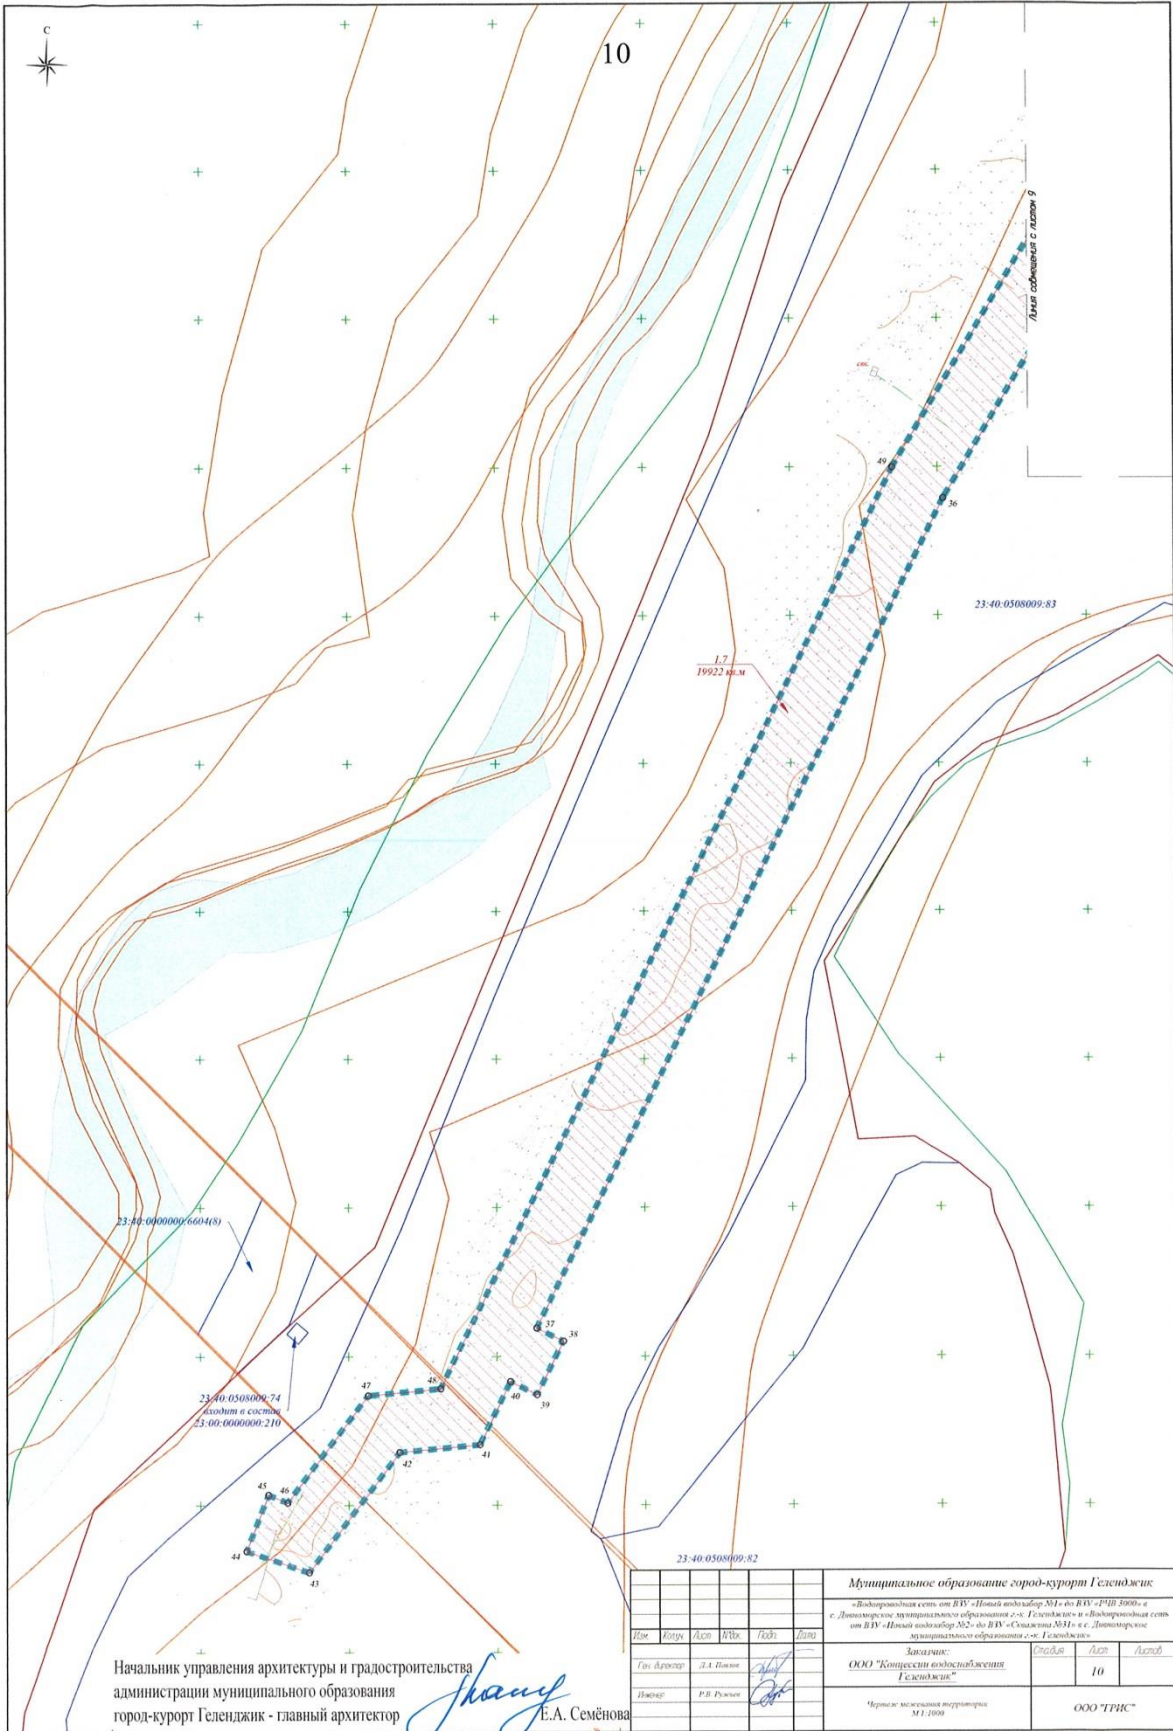 С
10
Линия совмещения с листом 9
скв.
49
36
23:40:0508009:83
1.7
19922 кв.м
23:40:0000000:6604(8)
37
38
23:40:0508009:74
входит в состав
23:00:0000000:210
47
48
40
39
41
42
45
46
44
43
23:40:0508009:82
Муниципальное образование город-курорт Геленджик
«Водопроводная сеть от ВЗУ «Новый водозабор №1» до ВЗУ «РЧВ 3000» в
с. Дивноморское муниципального образования г.-к. Геленджик» и «Водопроводная сеть
от ВЗУ «Новый водозабор №2» до ВЗУ «Скважина №31» в с. Дивноморское
муниципального образования г.-к. Геленджик»
Изм. Кол.уч. Лист №док. Подп. Дата
Ген. директор Д.А.
Инженер Р.В.
Заказчик:
ООО "Концессии водоснабжения
Геленджик"
Стадия Лист Листов
10
Чертеж межевания территории
М 1:1000
ООО "ГРИС"
Начальник управления архитектуры и градостроительства
администрации муниципального образования
город-курорт Геленджик - главный архитектор
Е.А. Семёнова